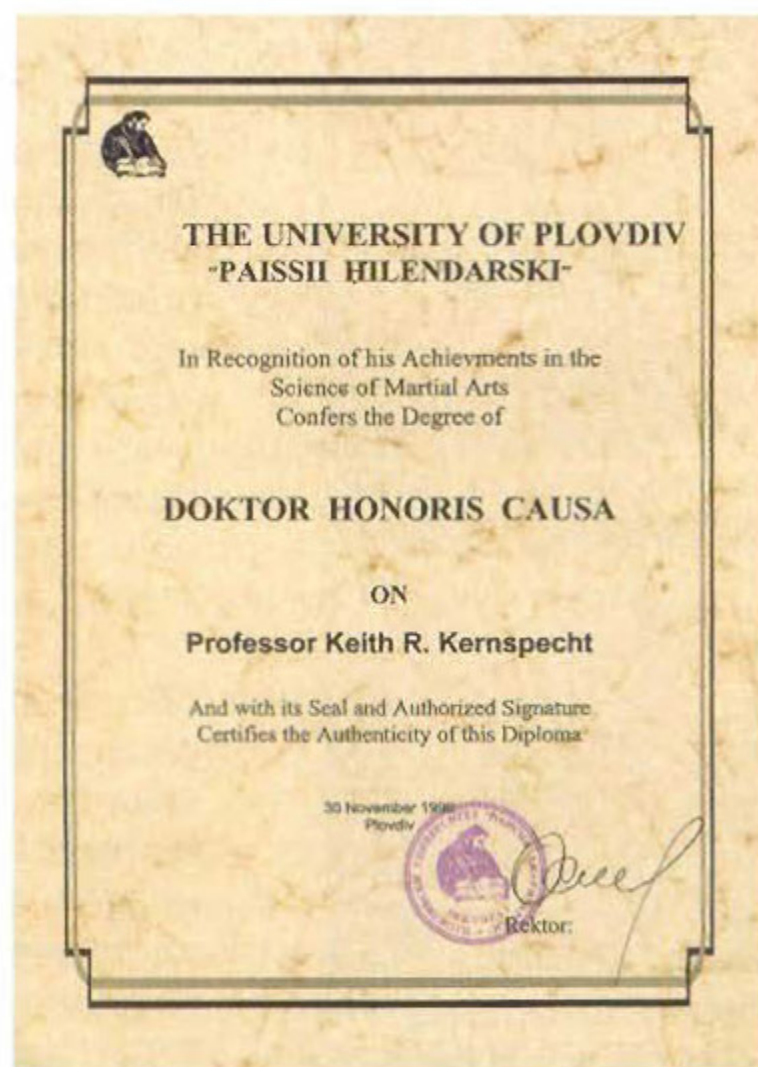 THE UNIVERSITY OF PLOVDIV
"PAISSII HILENDARSKI"
In Recognition of his Achievments in the
Science of Martial Arts
Confers the Degree of
DOKTOR HONORIS CAUSA
ON
Professor Keith R. Kernspecht
And with its Seal and Authorized Signature
Certifies the Authenticity of this Diploma
30 November
Plovdiv
Rektor: